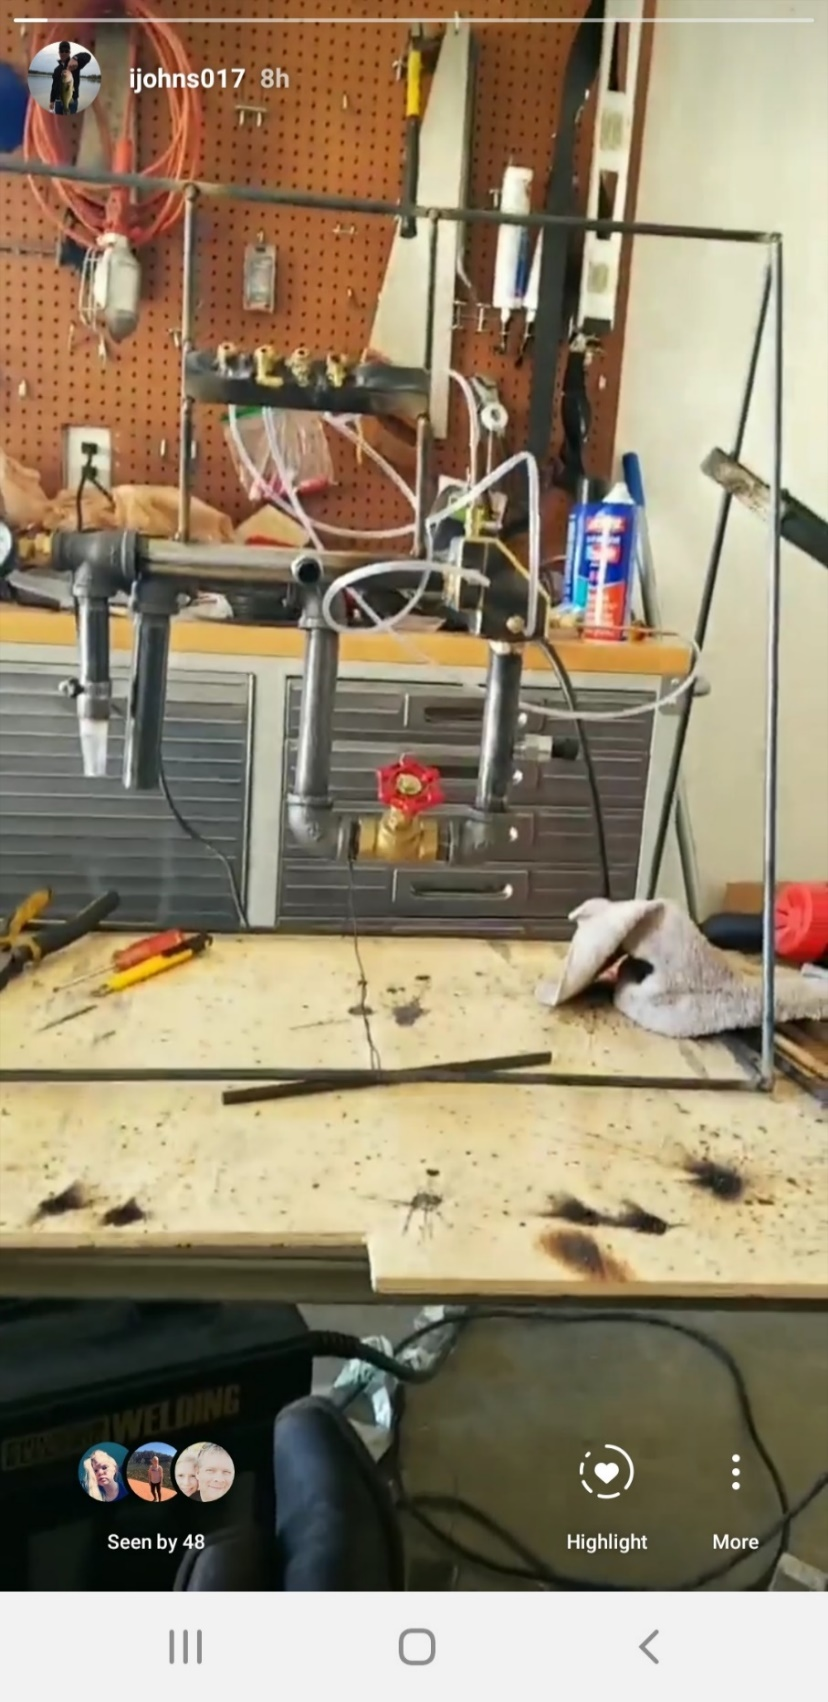 ijohns017 8h
WELDING
Seen by 48
Highlight
More